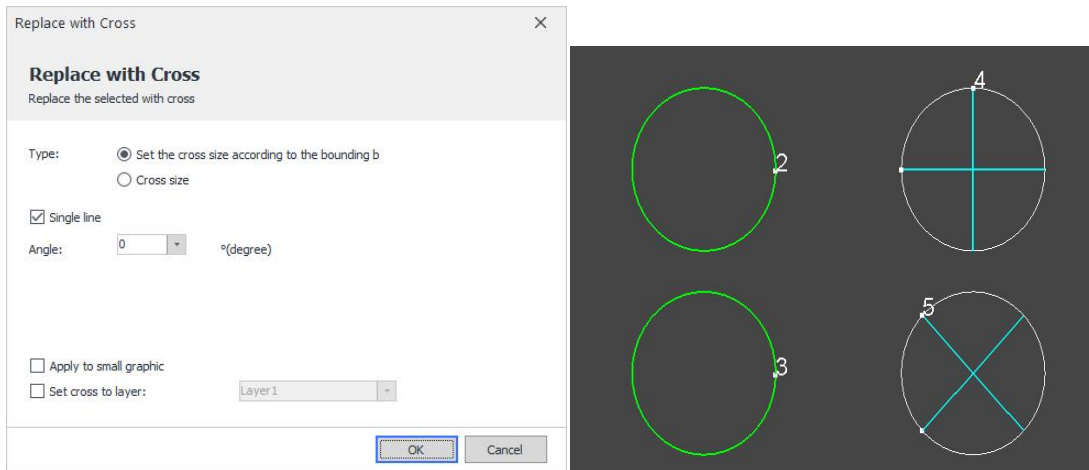 Replace with Cross
Replace with Cross
Replace the selected with cross
Type:
Set the cross size according to the bounding b
Cross size
Single line
Angle:
0
°(degree)
Apply to small graphic
Set cross to layer:
Layer1
OK
Cancel
4
2
5
3